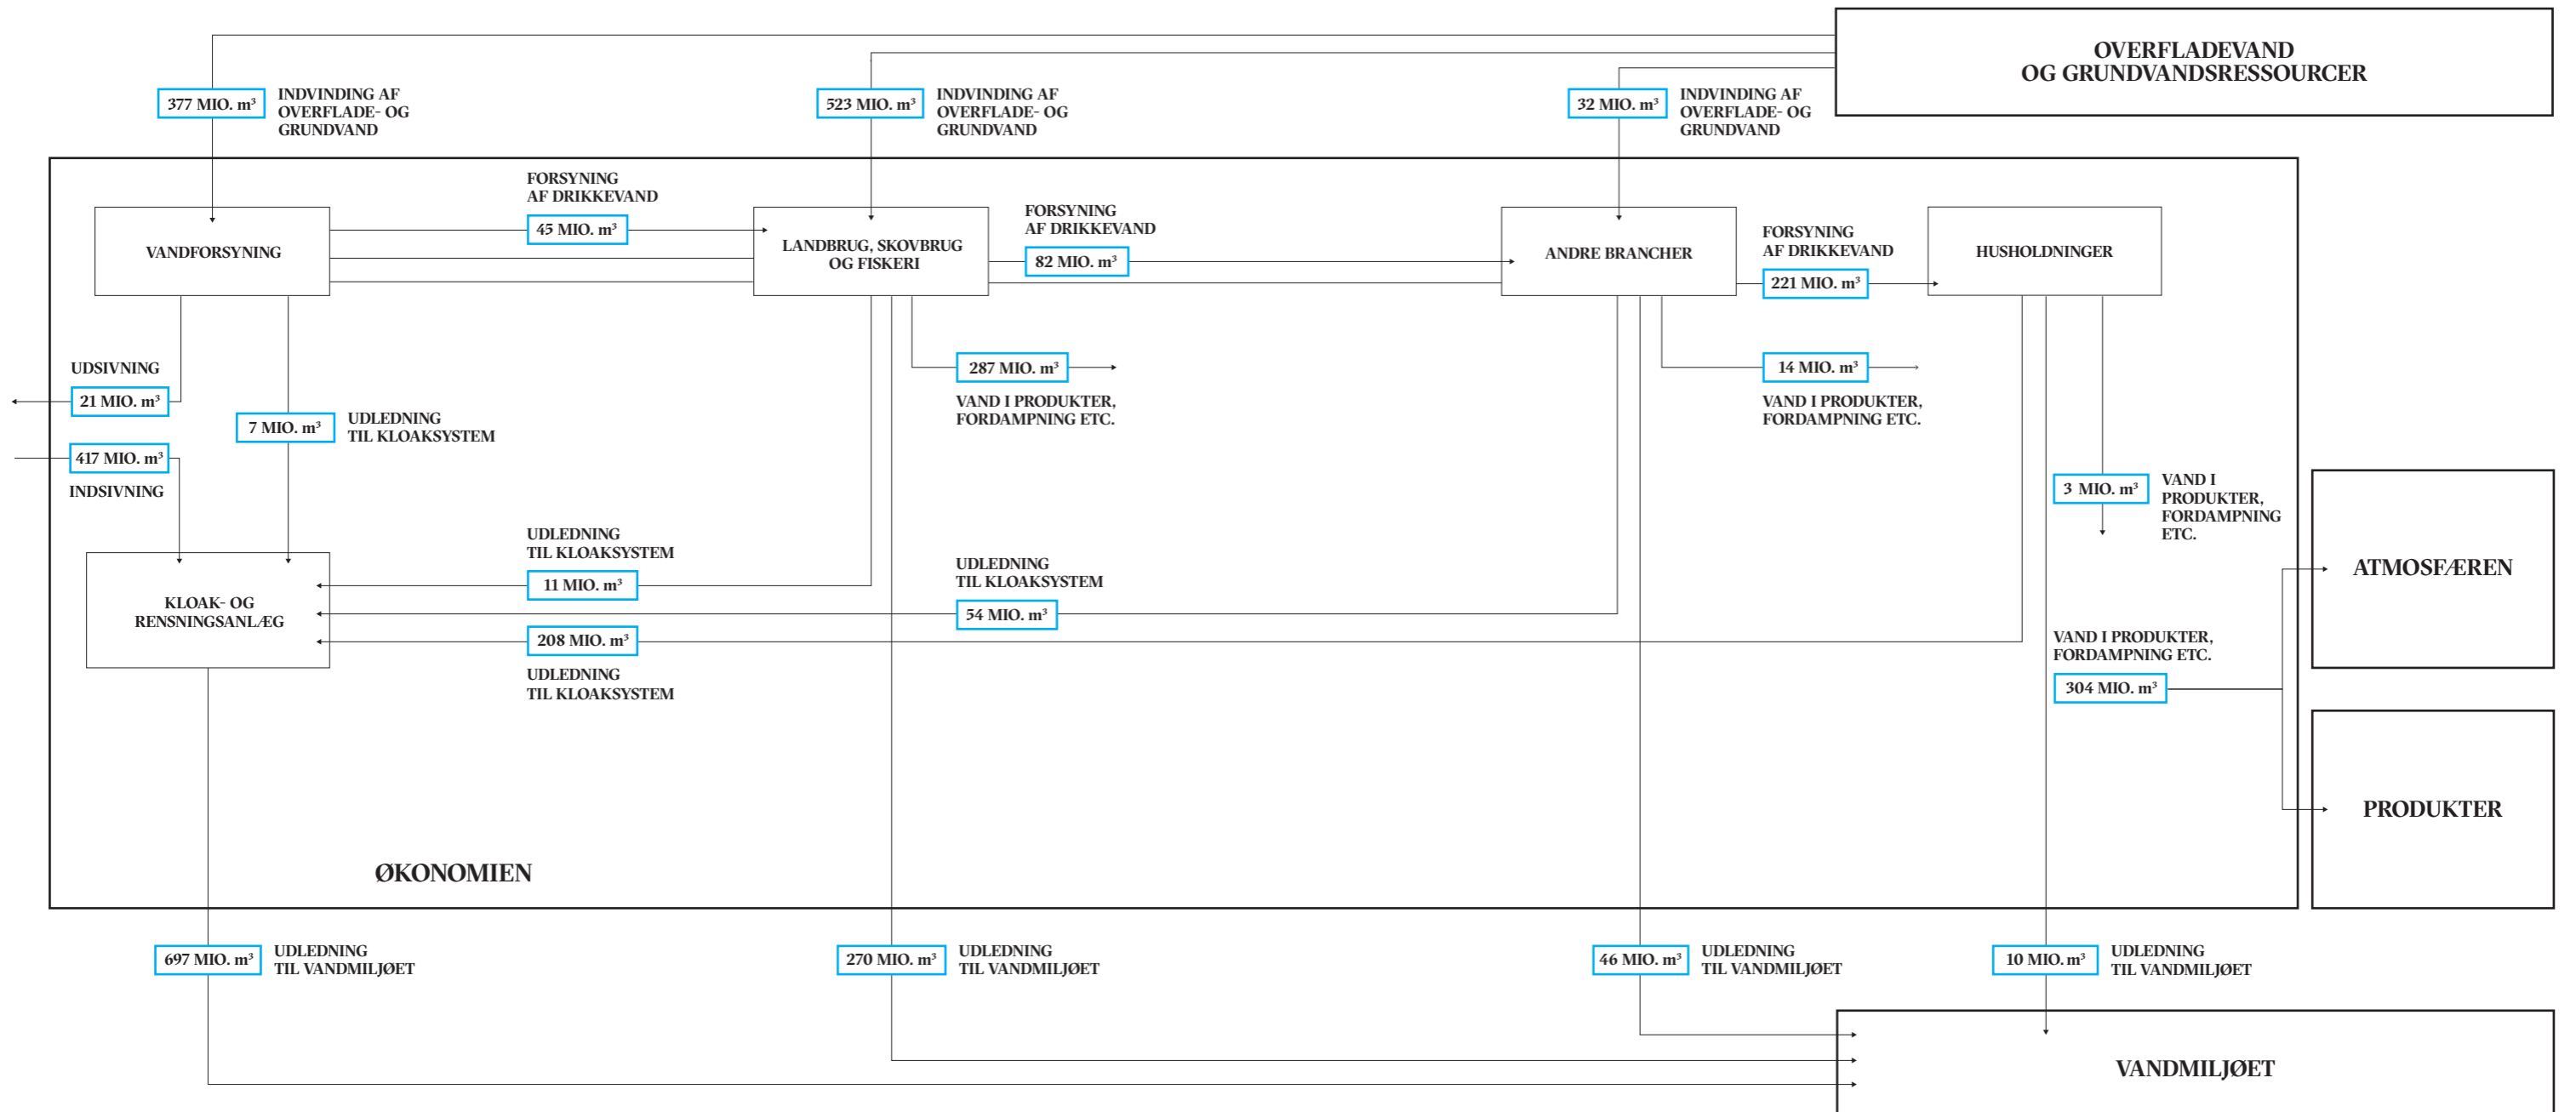 OVERFLADEVAND
OG GRUNDVANDSRESSOURCER
377 MIO. m³
INDVINDING AF
OVERFLADE- OG
GRUNDVAND
523 MIO. m³
INDVINDING AF
OVERFLADE- OG
GRUNDVAND
32 MIO. m³
INDVINDING AF
OVERFLADE- OG
GRUNDVAND
VANDFORSYNING
FORSYNING
AF DRIKKEVAND
45 MIO. m³
LANDBRUG, SKOVBRUG
OG FISKERI
FORSYNING
AF DRIKKEVAND
82 MIO. m³
ANDRE BRANCHER
FORSYNING
AF DRIKKEVAND
221 MIO. m³
HUSHOLDNINGER
UDSIVNING
21 MIO. m³
7 MIO. m³
UDLEDNING
TIL KLOAKSYSTEM
417 MIO. m³
INDSIVNING
287 MIO. m³
VAND I PRODUKTER,
FORDAMPNING ETC.
14 MIO. m³
VAND I PRODUKTER,
FORDAMPNING ETC.
3 MIO. m³
VAND I
PRODUKTER,
FORDAMPNING
ETC.
UDLEDNING
TIL KLOAKSYSTEM
11 MIO. m³
UDLEDNING
TIL KLOAKSYSTEM
54 MIO. m³
KLOAK- OG
RENSNINGSANLÆG
208 MIO. m³
UDLEDNING
TIL KLOAKSYSTEM
VAND I PRODUKTER,
FORDAMPNING ETC.
304 MIO. m³
ATMOSFÆREN
PRODUKTER
ØKONOMIEN
697 MIO. m³
UDLEDNING
TIL VANDMILJØET
270 MIO. m³
UDLEDNING
TIL VANDMILJØET
46 MIO. m³
UDLEDNING
TIL VANDMILJØET
10 MIO. m³
UDLEDNING
TIL VANDMILJØET
VANDMILJØET